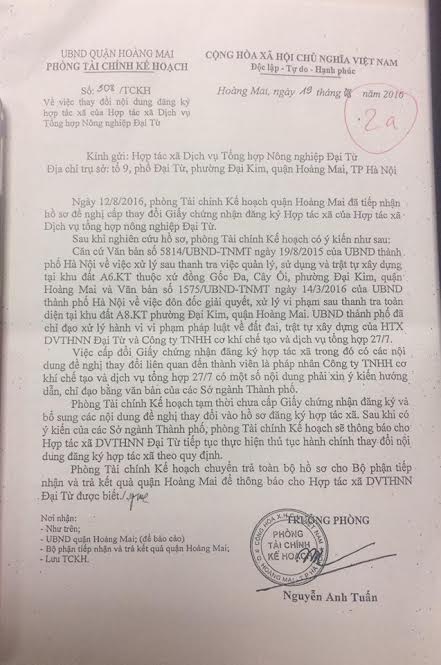 UBND QUẬN HOÀNG MAI
PHÒNG TÀI CHÍNH KẾ HOẠCH
CỘNG HÒA XÃ HỘI CHỦ NGHĨA VIỆT NAM
Độc lập - Tự do - Hạnh phúc
Số: 308/TCKH
Về việc thay đổi nội dung đăng ký
hợp tác xã của Hợp tác xã Dịch vụ
Tổng hợp Nông nghiệp Đại Từ
Hoàng Mai, ngày 19 tháng 08 năm 2016
2a
Kính gửi: Hợp tác xã Dịch vụ Tổng hợp Nông nghiệp Đại Từ
Địa chỉ trụ sở: tổ 9, phố Đại Từ, phường Đại Kim, quận Hoàng Mai, TP Hà Nội
Ngày 12/8/2016, phòng Tài chính Kế hoạch quận Hoàng Mai đã tiếp nhận
hồ sơ đề nghị cấp thay đổi Giấy chứng nhận đăng ký Hợp tác xã của Hợp tác xã
Dịch vụ tổng hợp nông nghiệp Đại Từ.
Sau khi nghiên cứu hồ sơ, phòng Tài chính Kế hoạch có ý kiến như sau:
Căn cứ Văn bản số 5814/UBND-TNMT ngày 19/8/2015 của UBND thành
phố Hà Nội về việc xử lý sau thanh tra việc quản lý, sử dụng và trật tự xây dựng
tại khu đất A6.KT thuộc xứ đồng Gốc Đa, Cây Ổi, phường Đại Kim, quận
Hoàng Mai và Văn bản số 1575/UBND-TNMT ngày 14/3/2016 của UBND
thành phố Hà Nội về việc đôn đốc giải quyết, xử lý vi phạm sau thanh tra toàn
diện tại khu đất A8.KT phường Đại Kim, quận Hoàng Mai. UBND thành phố đã
chỉ đạo xử lý hành vi vi phạm pháp luật về đất đai, trật tự xây dựng của HTX
DVTHNN Đại Từ và Công ty TNHH cơ khí chế tạo và dịch vụ tổng hợp 27/7.
Việc cấp đổi Giấy chứng nhận đăng ký hợp tác xã trong đó có các nội
dung đề nghị thay đổi liên quan đến thành viên là pháp nhân Công ty TNHH cơ
khí chế tạo và dịch vụ tổng hợp 27/7 có một số nội dung phải xin ý kiến hướng
dẫn, chỉ đạo bằng văn bản của các Sở ngành Thành phố.
Phòng Tài chính Kế hoạch tạm thời chưa cấp Giấy chứng nhận đăng ký và
bổ sung các nội dung đề nghị thay đổi vào hồ sơ đăng ký hợp tác xã. Sau khi có
ý kiến của các Sở ngành Thành phố, phòng Tài chính Kế hoạch sẽ thông báo cho
Hợp tác xã DVTHNN Đại Từ tiếp tục thực hiện thủ tục hành chính thay đổi nội
dung đăng ký hợp tác xã theo quy định.
Phòng Tài chính Kế hoạch chuyển trả toàn bộ hồ sơ cho Bộ phận tiếp
nhận và trả kết quả quận Hoàng Mai để thông báo cho Hợp tác xã DVTHNN
Đại Từ được biết./.
Nơi nhận:
- Như trên;
- UBND quận Hoàng Mai; (để báo cáo)
- Bộ phận tiếp nhận và trả kết quả quận Hoàng Mai;
- Lưu TCKH.
TRƯỞNG PHÒNG
PHÒNG
TÀI CHÍNH
KẾ HOẠCH
Nguyễn Anh Tuấn